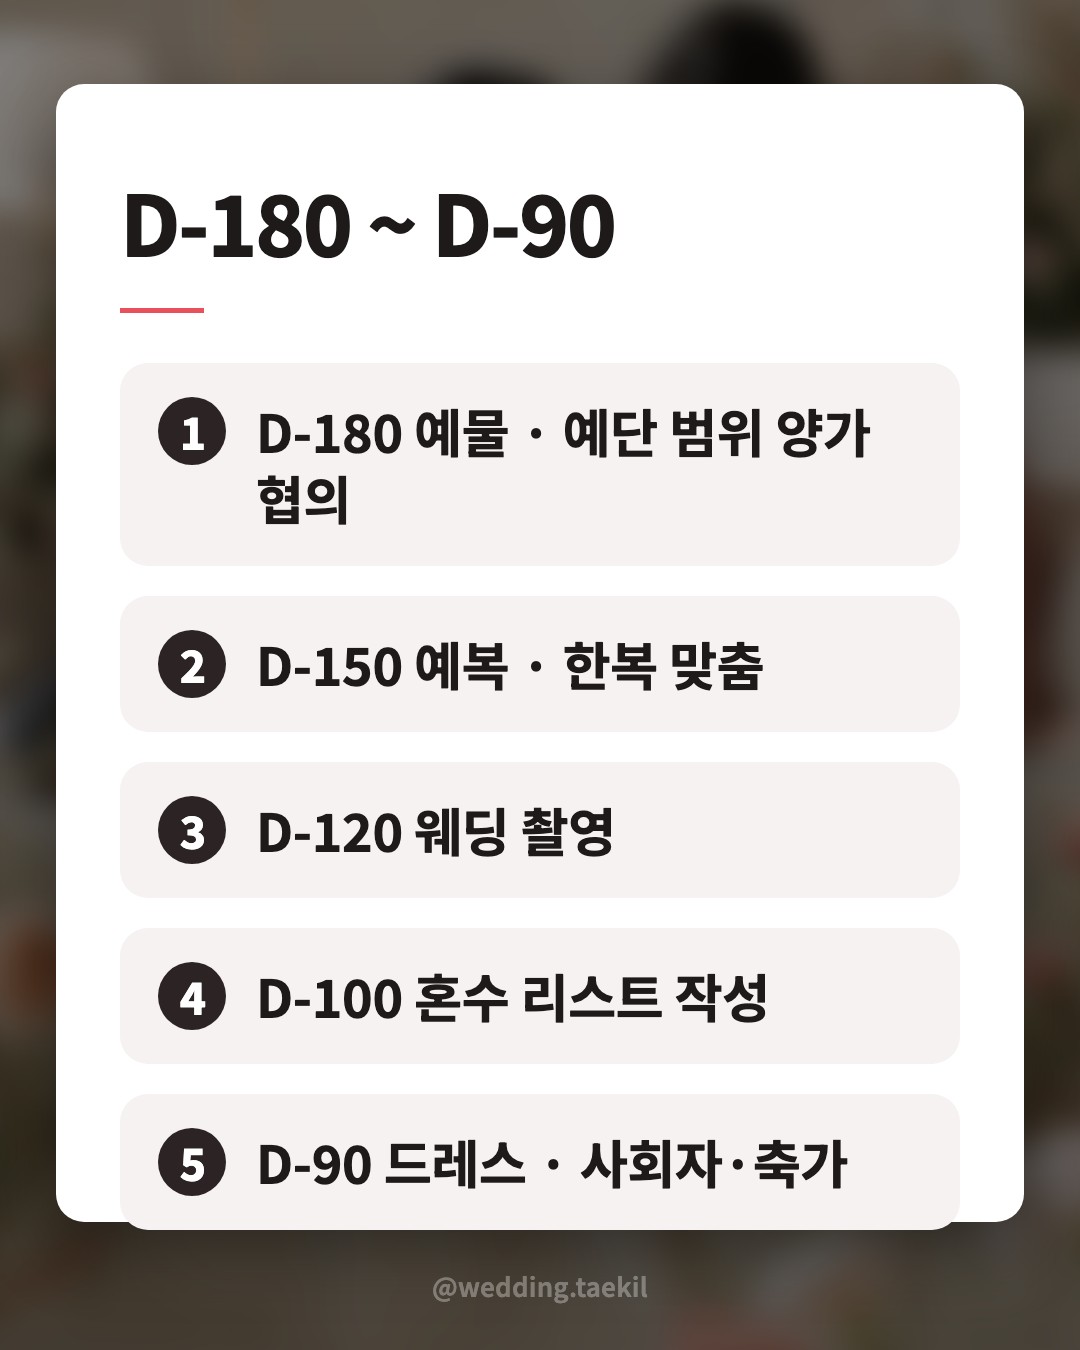 D-180 ~ D-90
1 D-180 예물 · 예단 범위 양가
협의
2 D-150 예복 · 한복 맞춤
3 D-120 웨딩 촬영
4 D-100 혼수 리스트 작성
5 D-90 드레스 · 사회자·축가
@wedding.taekil